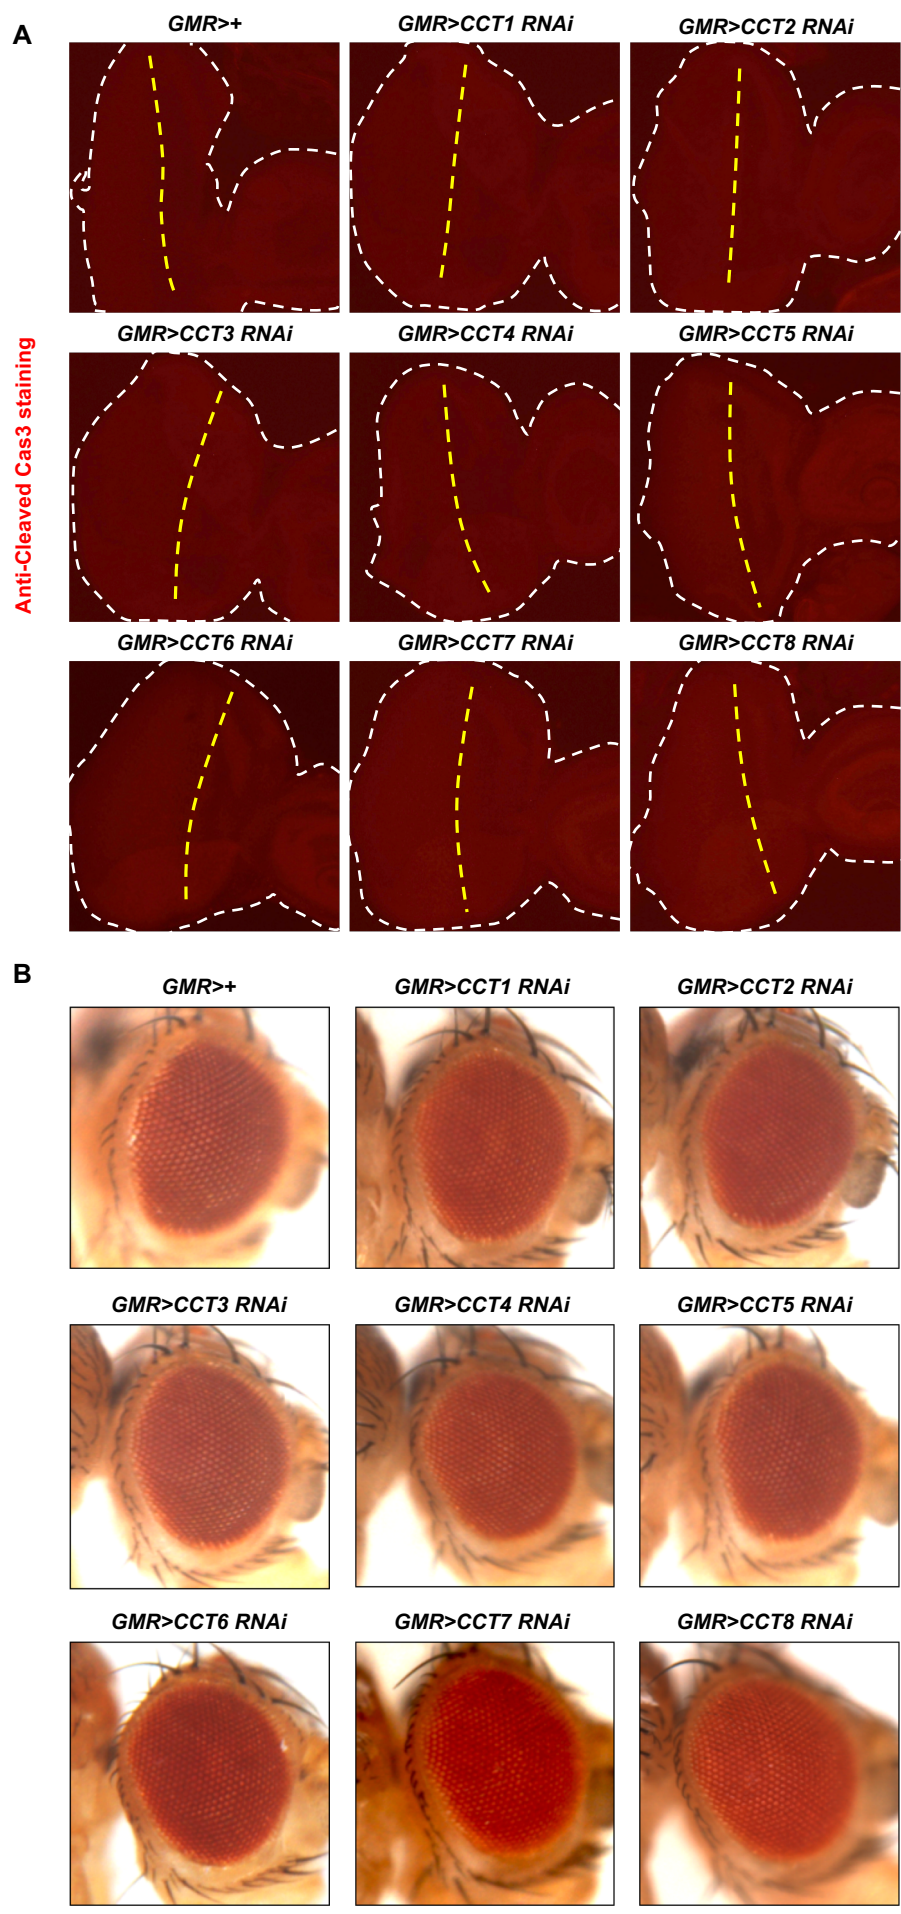 A
GMR>+
GMR>CCT1 RNAi
GMR>CCT2 RNAi
Anti-Cleaved Cas3 staining
GMR>CCT3 RNAi
GMR>CCT4 RNAi
GMR>CCT5 RNAi
GMR>CCT6 RNAi
GMR>CCT7 RNAi
GMR>CCT8 RNAi
B
GMR>+
GMR>CCT1 RNAi
GMR>CCT2 RNAi
GMR>CCT3 RNAi
GMR>CCT4 RNAi
GMR>CCT5 RNAi
GMR>CCT6 RNAi
GMR>CCT7 RNAi
GMR>CCT8 RNAi